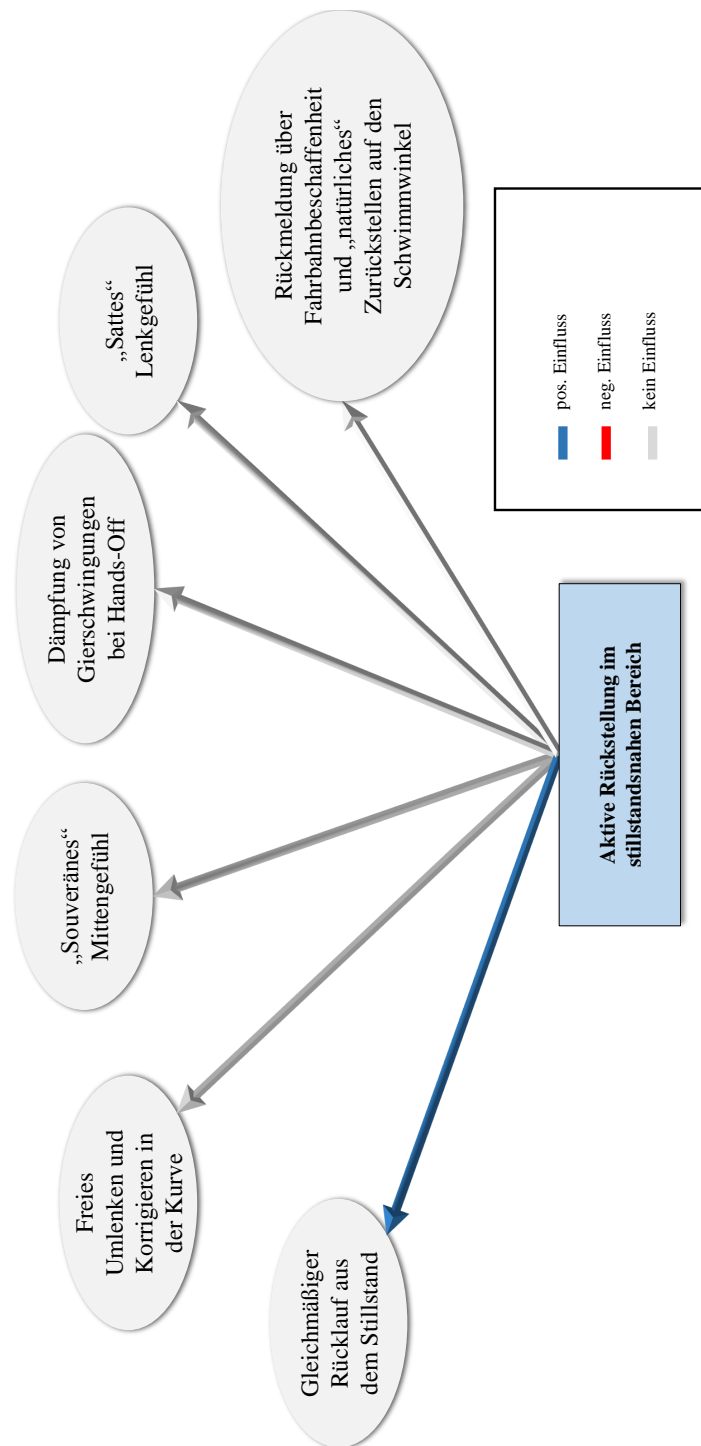 Gleichmäßiger
Rücklauf aus
dem Stillstand
Freies
Umlenken und
Korrigieren in
der Kurve
„Souveränes“
Mittengefühl
Dämpfung von
Gierschwingungen
bei Hands-Off
„Sattes“
Lenkgefühl
Rückmeldung über
Fahrbahnbeschaffenheit
und „natürliches“
Zurückstellen auf den
Schwimmwinkel
Aktive Rückstellung im
stillstandsnahen Bereich
pos. Einfluss
neg. Einfluss
kein Einfluss